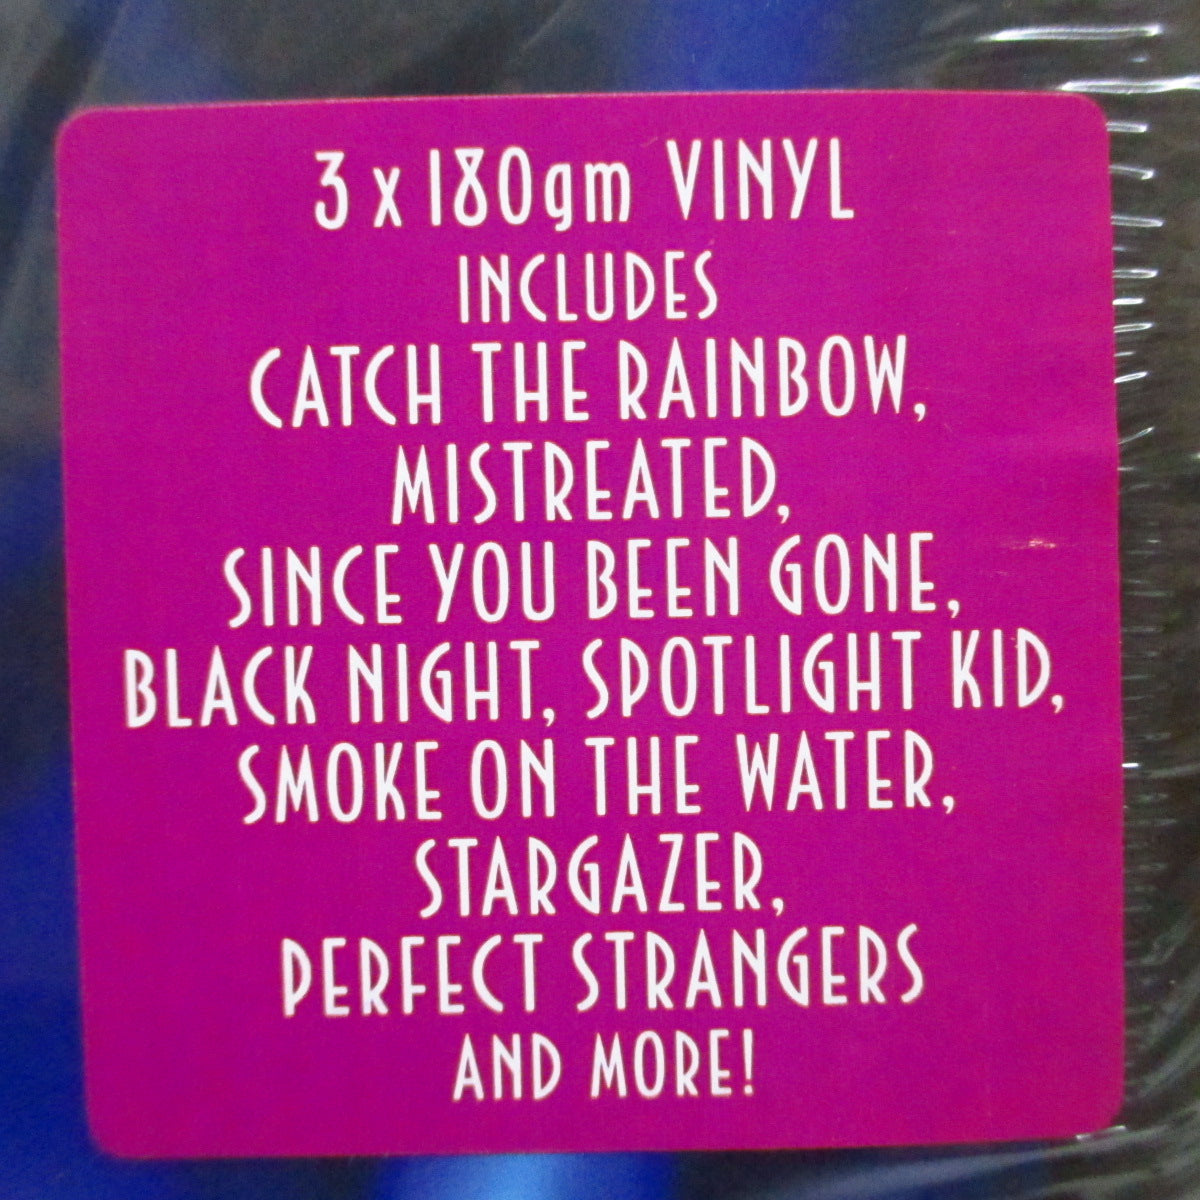 3 x 180gm VINYL
INCLUDES
CATCH THE RAINBOW,
MISTREATED,
SINCE YOU BEEN GONE,
BLACK NIGHT, SPOTLIGHT KID,
SMOKE ON THE WATER,
STARGAZER,
PERFECT STRANGERS
AND MORE!